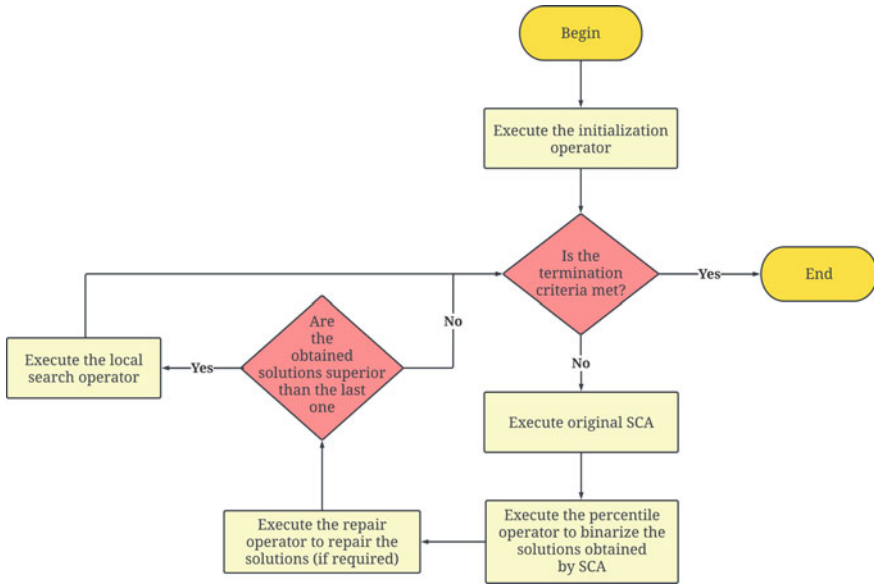 Begin
Execute the initialization
operator
Is the
termination
criteria met?
Yes
End
No
Execute original SCA
Execute the percentile
operator to binarize the
solutions obtained
by SCA
Execute the repair
operator to repair the
solutions (if required)
Are
the
obtained
solutions superior
than the last
one
No
Yes
Execute the local
search operator